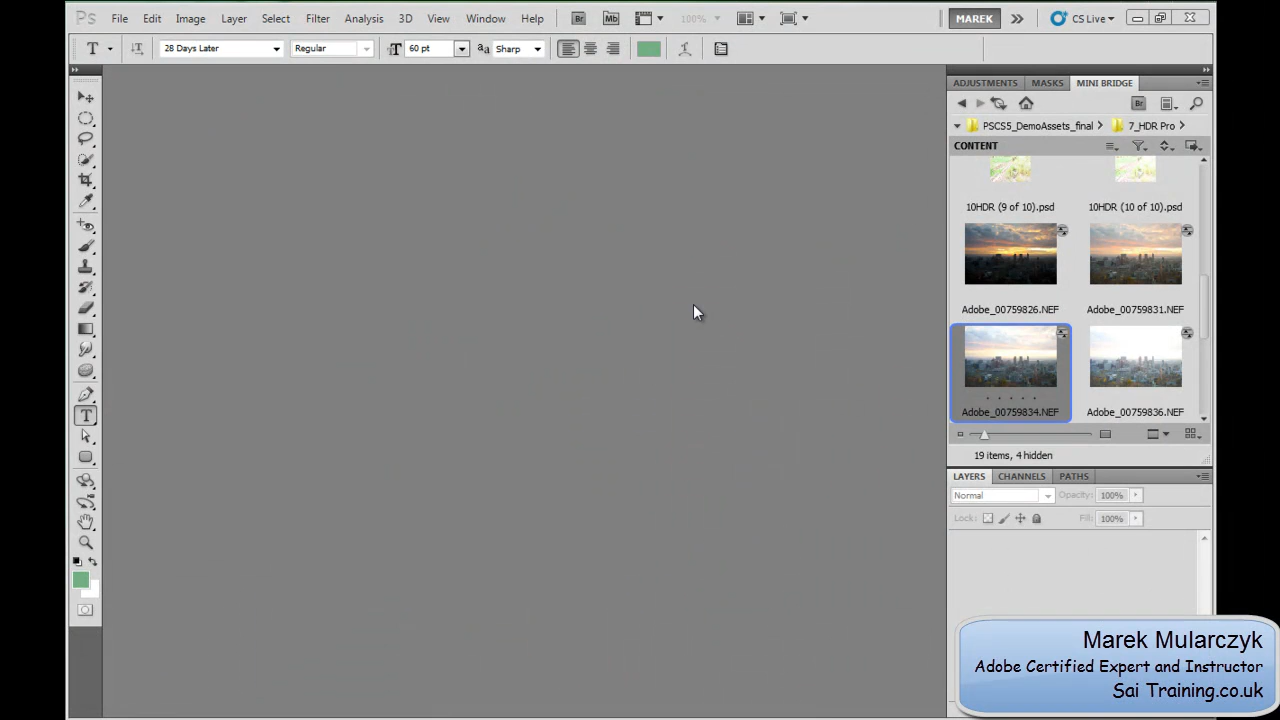 Ps File Edit Image Layer Select Filter Analysis 3D View Window Help Br Mb 100% MAREK CS Live
T 28 Days Later Regular T 60 pt aa Sharp
ADJUSTMENTS MASKS MINI BRIDGE
Br
PSCS5_DemoAssets_final 7_HDR Pro
CONTENT
10HDR (9 of 10).psd 10HDR (10 of 10).psd
Adobe_00759826.NEF Adobe_00759831.NEF
Adobe_00759834.NEF Adobe_00759836.NEF
19 items, 4 hidden
LAYERS CHANNELS PATHS
Normal Opacity: 100%
Lock: Fill: 100%
Marek Mularczyk
Adobe Certified Expert and Instructor
Sai Training.co.uk